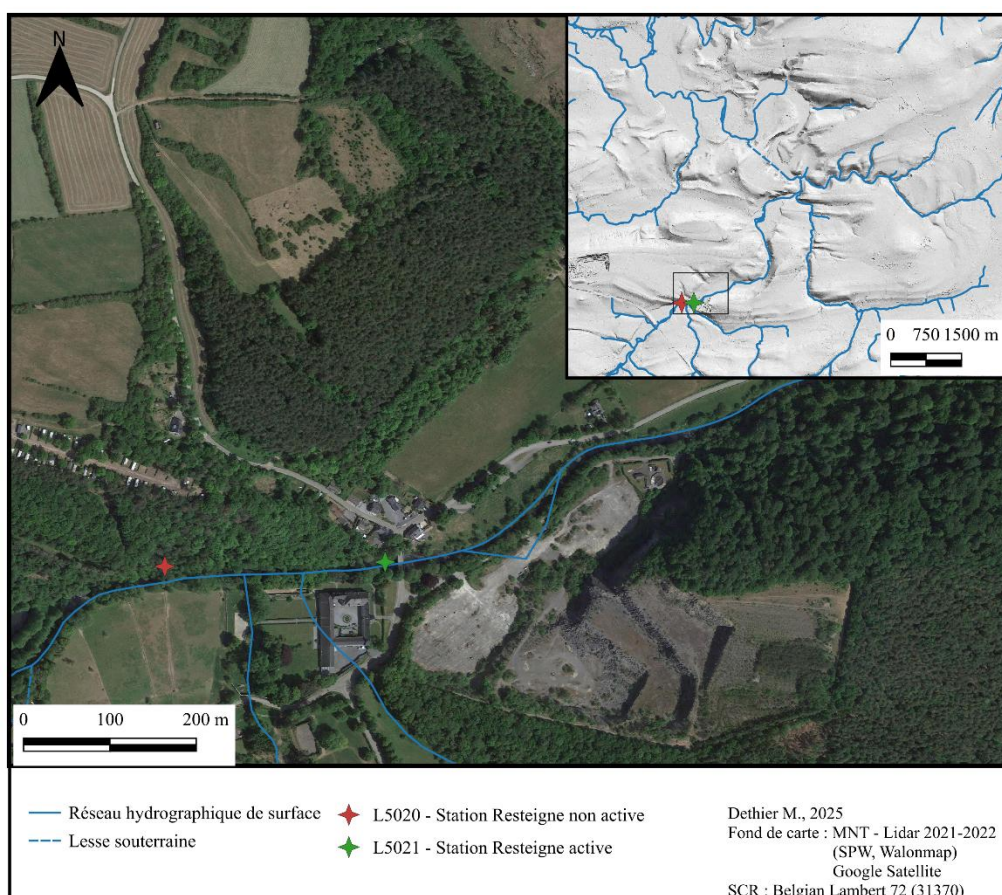 N
0 750 1500 m
0 100 200 m
Réseau hydrographique de surface
Lesse souterraine
L5020 - Station Resteigne non active
L5021 - Station Resteigne active
Dethier M., 2025
Fond de carte : MNT - Lidar 2021-2022
(SPW, Walonmap)
Google Satellite
SCR : Belgian Lambert 72 (31370)